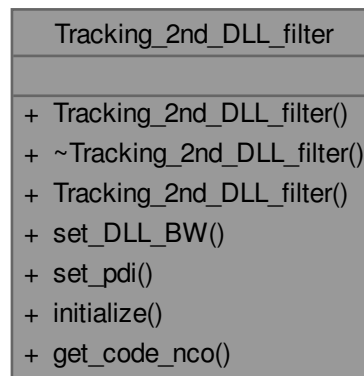 Tracking_2nd_DLL_filter
+ Tracking_2nd_DLL_filter()
+ ~Tracking_2nd_DLL_filter()
+ Tracking_2nd_DLL_filter()
+ set_DLL_BW()
+ set_pdi()
+ initialize()
+ get_code_nco()